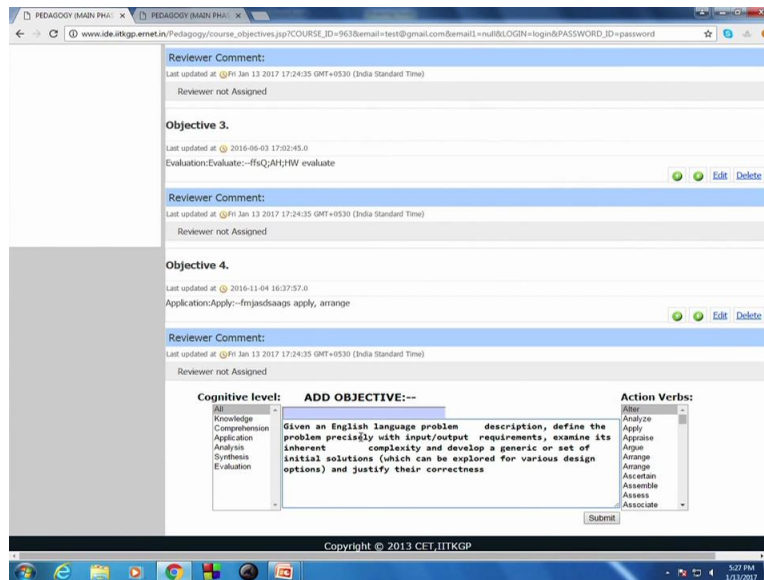 PEDAGOGY (MAIN PHAS
PEDAGOGY (MAIN PHAS
www.ide.iitkgp.ernet.in/Pedagogy/course_objectives.jsp?COURSE_ID=963&email=test@gmail.com&email1=null&LOGIN=login&PASSWORD_ID=password
Reviewer Comment:
Last updated at Fri Jan 13 2017 17:24:35 GMT+0530 (India Standard Time)
Reviewer not Assigned
Objective 3.
Last updated at 2016-06-03 17:02:45.0
Evaluation:Evaluate:--ffsQ;AH;HW evaluate
Edit Delete
Reviewer Comment:
Last updated at Fri Jan 13 2017 17:24:35 GMT+0530 (India Standard Time)
Reviewer not Assigned
Objective 4.
Last updated at 2016-11-04 16:37:57.0
Application:Apply:--fmjasdsaags apply, arrange
Edit Delete
Reviewer Comment:
Last updated at Fri Jan 13 2017 17:24:35 GMT+0530 (India Standard Time)
Reviewer not Assigned
Cognitive level: ADD OBJECTIVE:-- Action Verbs:
All
Knowledge
Comprehension
Application
Analysis
Synthesis
Evaluation
Given an English language problem description, define the
problem precisely with input/output requirements, examine its
inherent complexity and develop a generic or set of
initial solutions (which can be explored for various design
options) and justify their correctness
Alter
Analyze
Apply
Appraise
Argue
Arrange
Arrange
Ascertain
Assemble
Assess
Associate
Submit
Copyright © 2013 CET,IITKGP
5:27 PM
1/13/2017